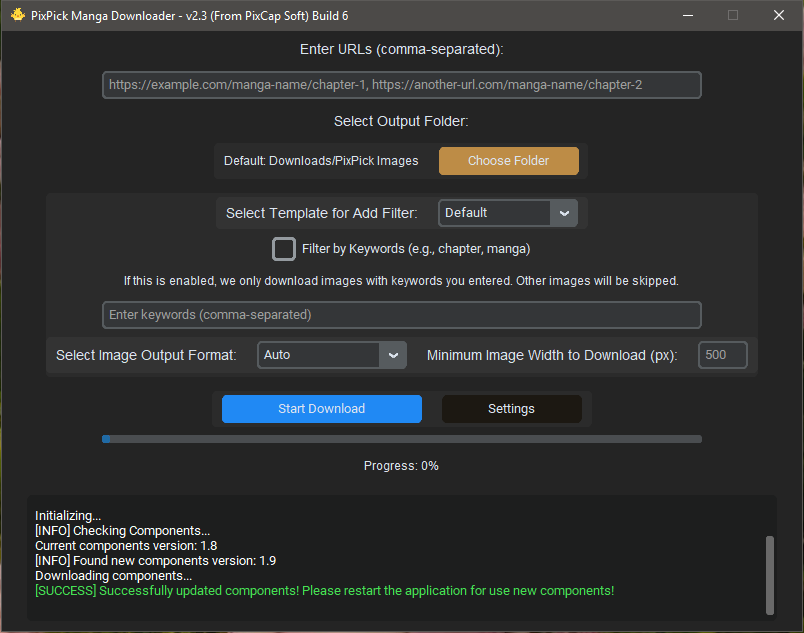 PixPick Manga Downloader - v2.3 (From PixCap Soft) Build 6
Enter URLs (comma-separated):
https://example.com/manga-name/chapter-1, https://another-url.com/manga-name/chapter-2
Select Output Folder:
Default: Downloads/PixPick Images Choose Folder
Select Template for Add Filter: Default
Filter by Keywords (e.g., chapter, manga)
If this is enabled, we only download images with keywords you entered. Other images will be skipped.
Enter keywords (comma-separated)
Select Image Output Format: Auto Minimum Image Width to Download (px): 500
Start Download Settings
Progress: 0%
Initializing...
[INFO] Checking Components...
Current components version: 1.8
[INFO] Found new components version: 1.9
Downloading components...
[SUCCESS] Successfully updated components! Please restart the application for use new components!